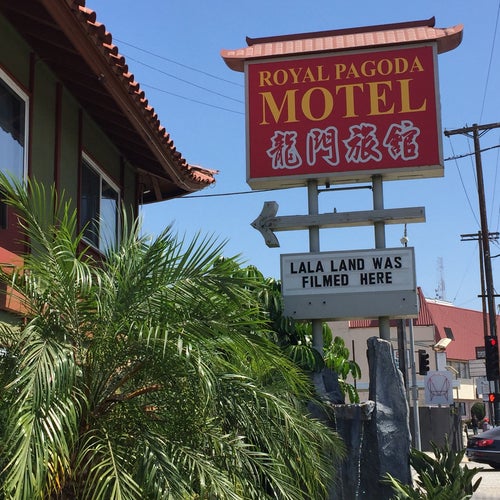 ROYAL PAGODA
MOTEL
龍門旅館
LALA LAND WAS
FILMED HERE